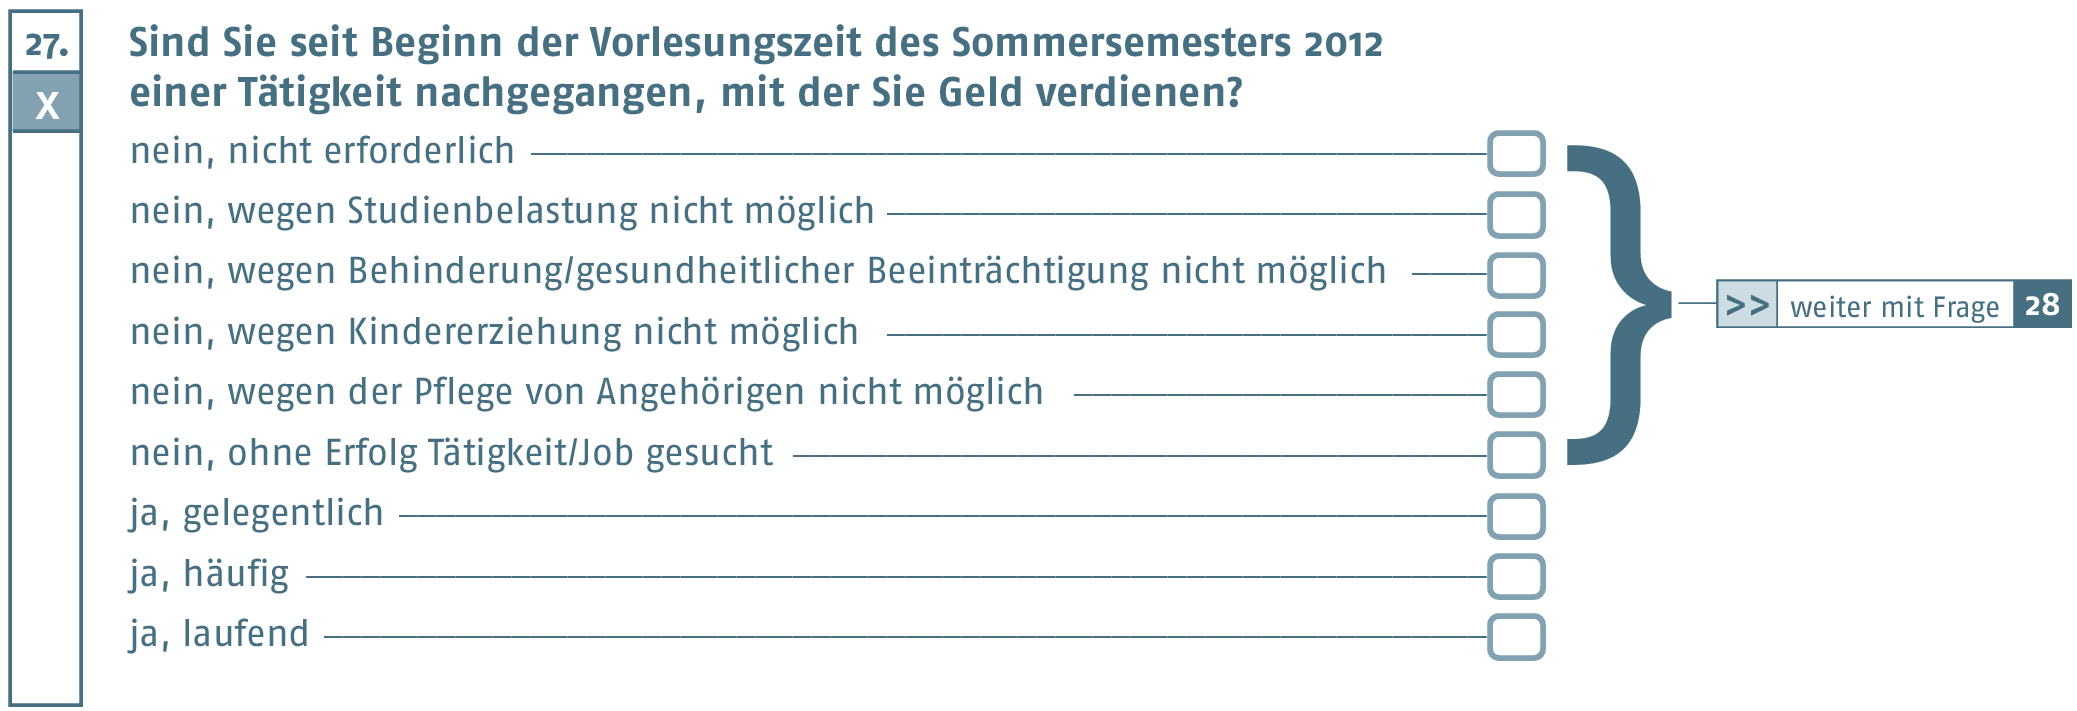 27.
X
Sind Sie seit Beginn der Vorlesungszeit des Sommersemesters 2012
einer Tätigkeit nachgegangen, mit der Sie Geld verdienen?
nein, nicht erforderlich
nein, wegen Studienbelastung nicht möglich
nein, wegen Behinderung/gesundheitlicher Beeinträchtigung nicht möglich
nein, wegen Kindererziehung nicht möglich
nein, wegen der Pflege von Angehörigen nicht möglich
nein, ohne Erfolg Tätigkeit/Job gesucht
>> weiter mit Frage 28
ja, gelegentlich
ja, häufig
ja, laufend